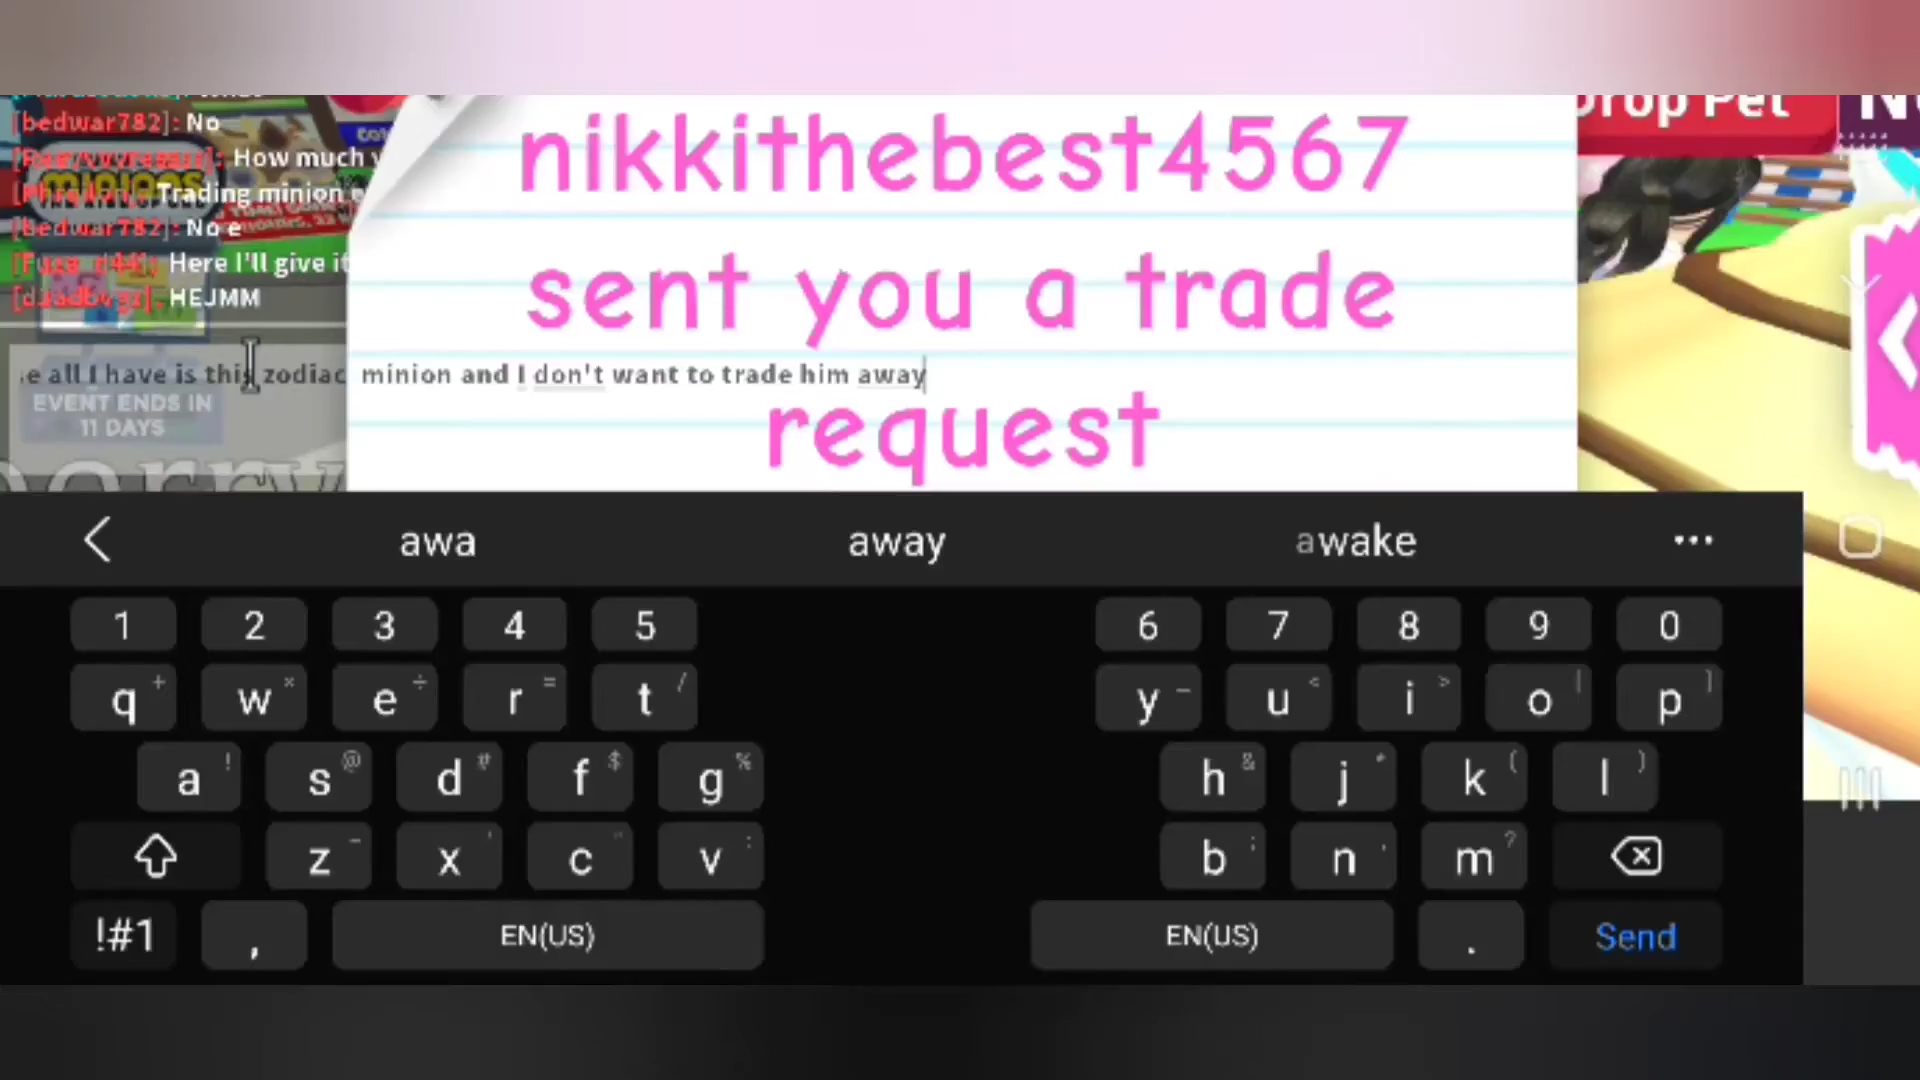 [bedwar782]: No
How much
Trading minion
[bedwar782]: No e
Here I'll give it
HEJMM
MINIONS
Drop Pet
nikkithebest4567
sent you a trade
request
e all I have is this zodiac minion and I don't want to trade him away
EVENT ENDS IN
11 DAYS
awa away awake •••
1 2 3 4 5 6 7 8 9 0
q + w × e ÷ r = t / y _ u < i > o | p ]
a ! s @ d # f $ g % h & j * k ( l )
z - x ' c " v : b ; n , m ?
!#1 , EN(US) EN(US) . Send